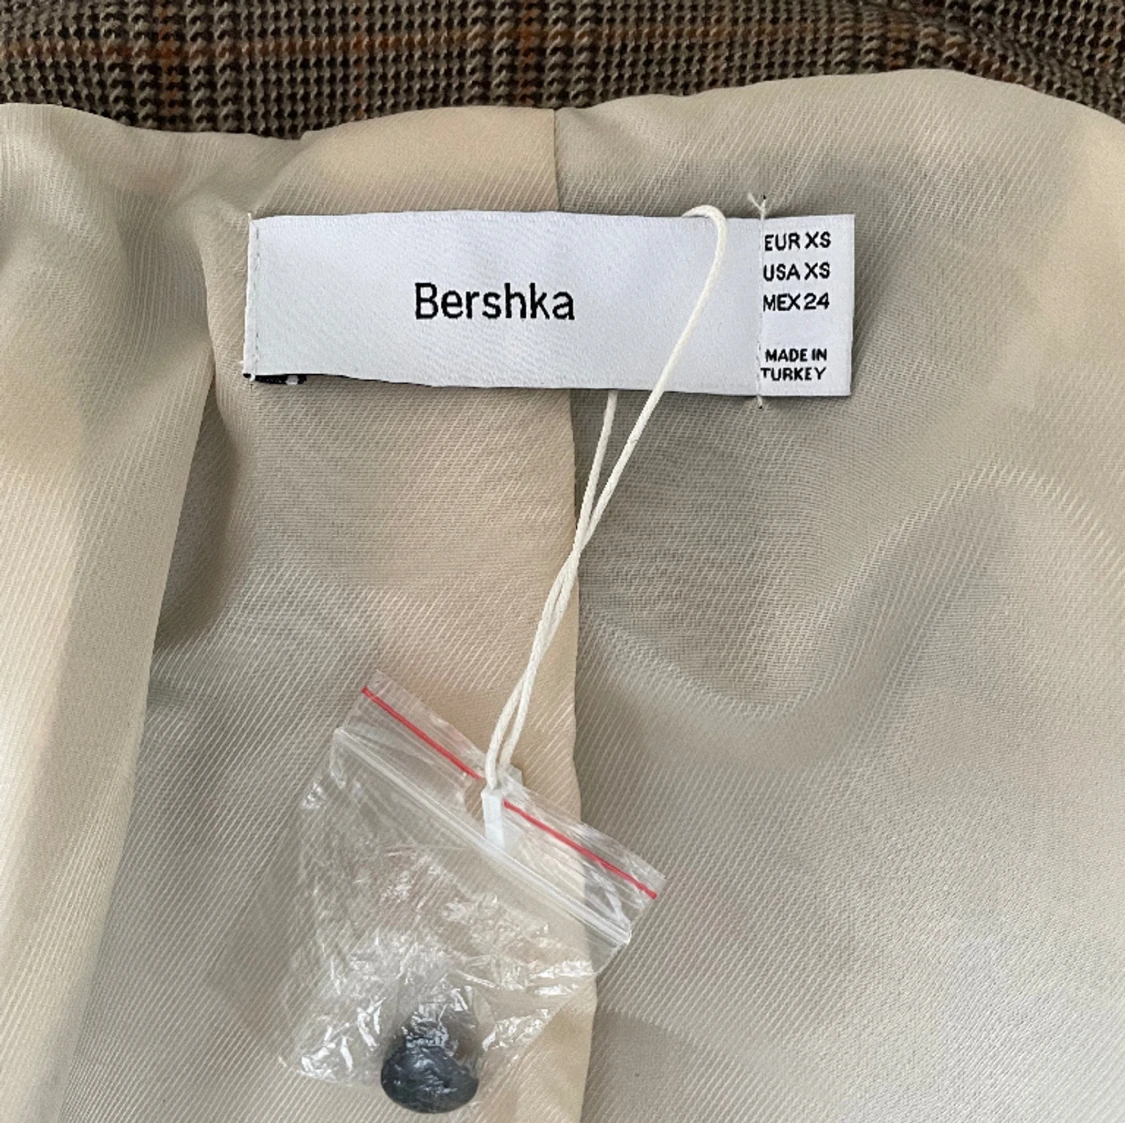 Bershka
EUR XS
USA XS
MEX 24
MADE IN
TURKEY